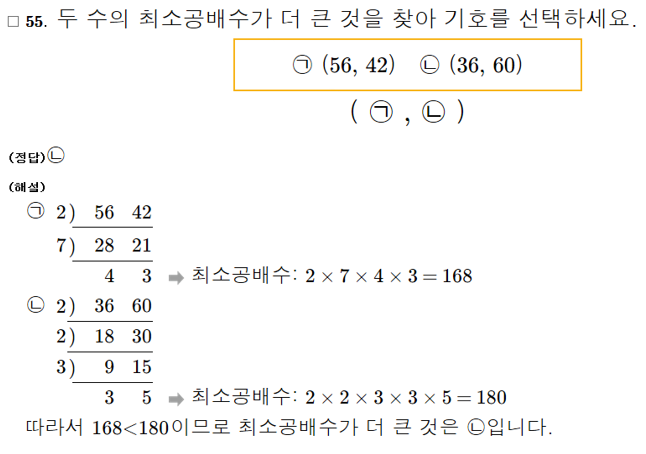 □ 55. 두 수의 최소공배수가 더 큰 것을 찾아 기호를 선택하세요.
㉠ (56, 42) ㉡ (36, 60)
( ㉠ , ㉡ )
(정답)㉡
(해설)
㉠ 2) 56 42
7) 28 21
4 3 ➡ 최소공배수: 2×7×4×3=168
㉡ 2) 36 60
2) 18 30
3) 9 15
3 5 ➡ 최소공배수: 2×2×3×3×5=180
따라서 168<180이므로 최소공배수가 더 큰 것은 ㉡입니다.